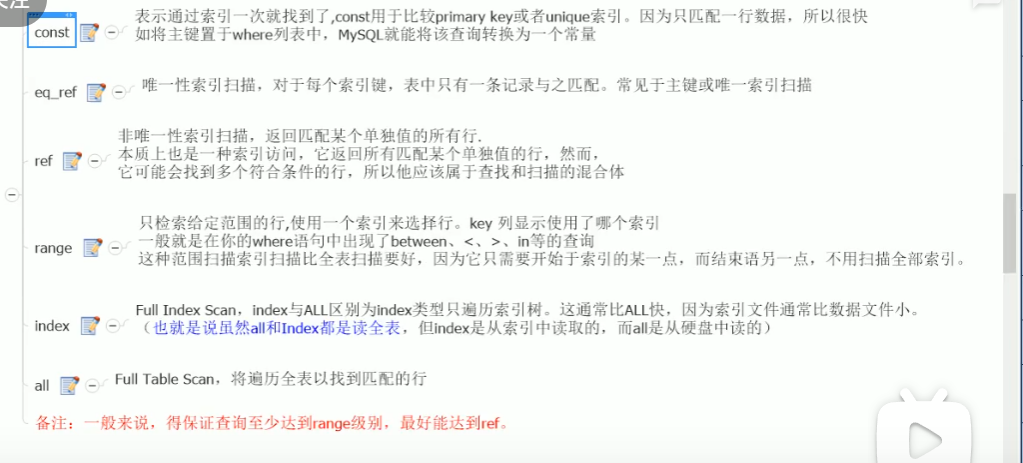 关注
表示通过索引一次就找到了,const用于比较primary key或者unique索引。因为只匹配一行数据，所以很快
const
如将主键置于where列表中，MySQL就能将该查询转换为一个常量
eq_ref
唯一性索引扫描，对于每个索引键，表中只有一条记录与之匹配。常见于主键或唯一索引扫描
非唯一性索引扫描，返回匹配某个单独值的所有行.
ref
本质上也是一种索引访问，它返回所有匹配某个单独值的行，然而，
它可能会找到多个符合条件的行，所以他应该属于查找和扫描的混合体
只检索给定范围的行,使用一个索引来选择行。key 列显示使用了哪个索引
range
一般就是在你的where语句中出现了between、<、>、in等的查询
这种范围扫描索引扫描比全表扫描要好，因为它只需要开始于索引的某一点，而结束语另一点，不用扫描全部索引。
Full Index Scan，index与ALL区别为index类型只遍历索引树。这通常比ALL快，因为索引文件通常比数据文件小。
index
（也就是说虽然all和Index都是读全表，但index是从索引中读取的，而all是从硬盘中读的）
all
Full Table Scan，将遍历全表以找到匹配的行
备注：一般来说，得保证查询至少达到range级别，最好能达到ref。